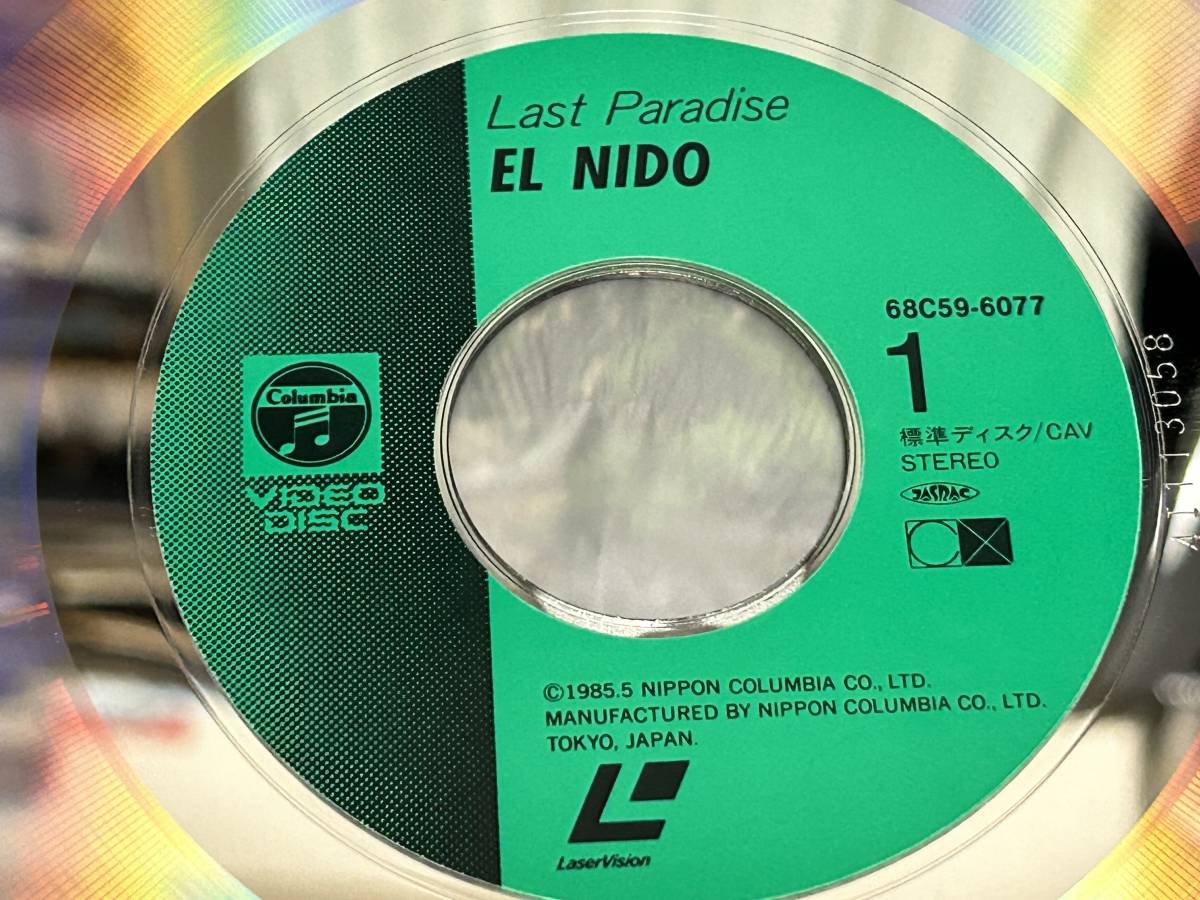 Last Paradise
EL NIDO
68C59-6077
1
標準ディスク/CAV
STEREO
JASRAC
Columbia
VIDEO
DISC
©1985.5 NIPPON COLUMBIA CO., LTD.
MANUFACTURED BY NIPPON COLUMBIA CO., LTD.
TOKYO, JAPAN.
LaserVision